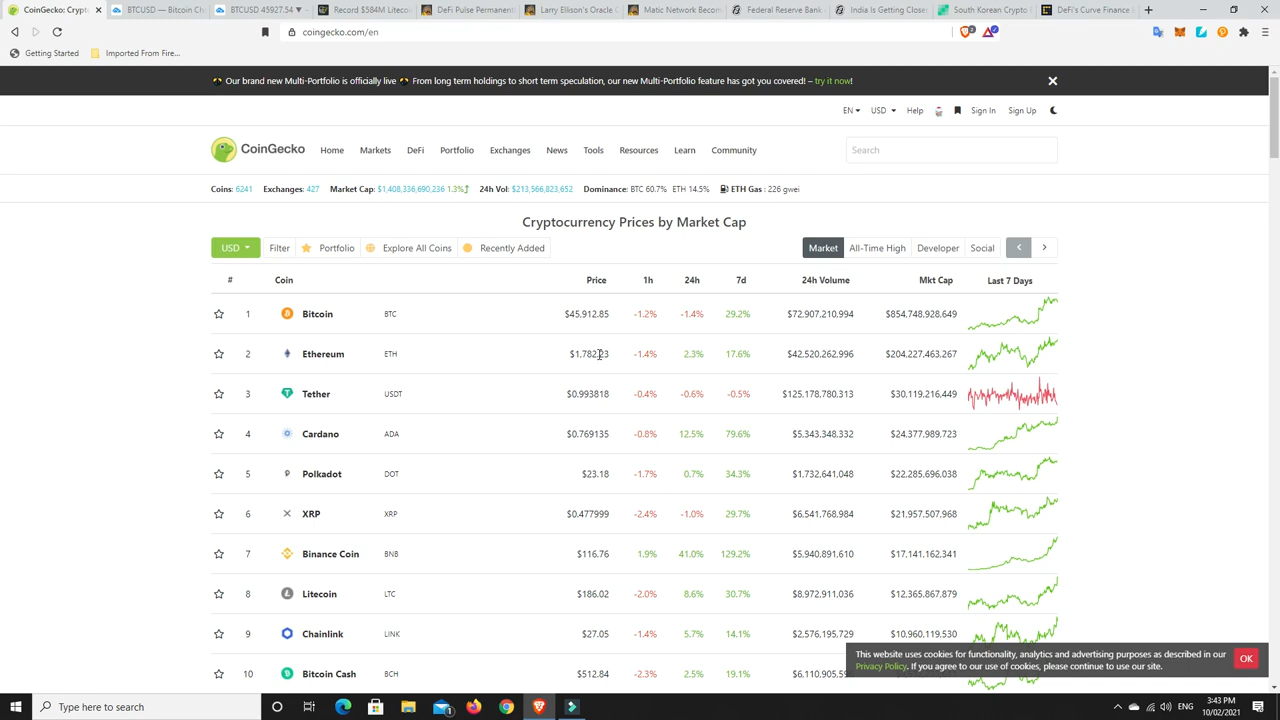 CoinGecko: Crypto
BTCUSD — Bitcoin Ch
BTCUSD 45927.54 ▼
Record $584M Litecoi
DeFi Pulse Permanent
Larry Ellison's Oracle
Matic Network Becom
Federal Reserve Bank
India Is Getting Close
South Korean Crypto
DeFi's Curve Finance
coingecko.com/en
Getting Started
Imported From Fire...
Our brand new Multi-Portfolio is officially live
From long term holdings to short term speculation, our new Multi-Portfolio feature has got you covered! – try it now!
EN
USD
Help
Sign In
Sign Up
CoinGecko
Home
Markets
DeFi
Portfolio
Exchanges
News
Tools
Resources
Learn
Community
Search
Coins: 6241
Exchanges: 427
Market Cap: $1,408,336,690,236 1.3%
24h Vol: $213,566,823,652
Dominance: BTC 60.7% ETH 14.5%
ETH Gas : 226 gwei
Cryptocurrency Prices by Market Cap
USD
Filter
Portfolio
Explore All Coins
Recently Added
Market
All-Time High
Developer
Social
# Coin Price 1h 24h 7d 24h Volume Mkt Cap Last 7 Days
1 Bitcoin BTC $45,912.85 -1.2% -1.4% 29.2% $72,907,210,994 $854,748,928,649
2 Ethereum ETH $1,782.23 -1.4% 2.3% 17.6% $42,520,262,996 $204,227,463,267
3 Tether USDT $0.993818 -0.4% -0.6% -0.5% $125,178,780,313 $30,119,216,449
4 Cardano ADA $0.769135 -0.8% 12.5% 79.6% $5,343,348,332 $24,377,989,723
5 Polkadot DOT $23.18 -1.7% 0.7% 34.3% $1,732,641,048 $22,285,696,038
6 XRP XRP $0.477999 -2.4% -1.0% 29.7% $6,541,768,984 $21,957,507,968
7 Binance Coin BNB $116.76 1.9% 41.0% 129.2% $5,940,891,610 $17,141,162,341
8 Litecoin LTC $186.02 -2.0% 8.6% 30.7% $8,972,911,036 $12,365,867,879
9 Chainlink LINK $27.05 -1.4% 5.7% 14.1% $2,576,195,729 $10,960,119,530
10 Bitcoin Cash BCH $512.84 -2.3% 2.5% 19.1%
This website uses cookies for functionality, analytics and advertising purposes as described in our
Privacy Policy. If you agree to our use of cookies, please continue to use our site.
OK
Type here to search
ENG
3:43 PM
10/02/2021